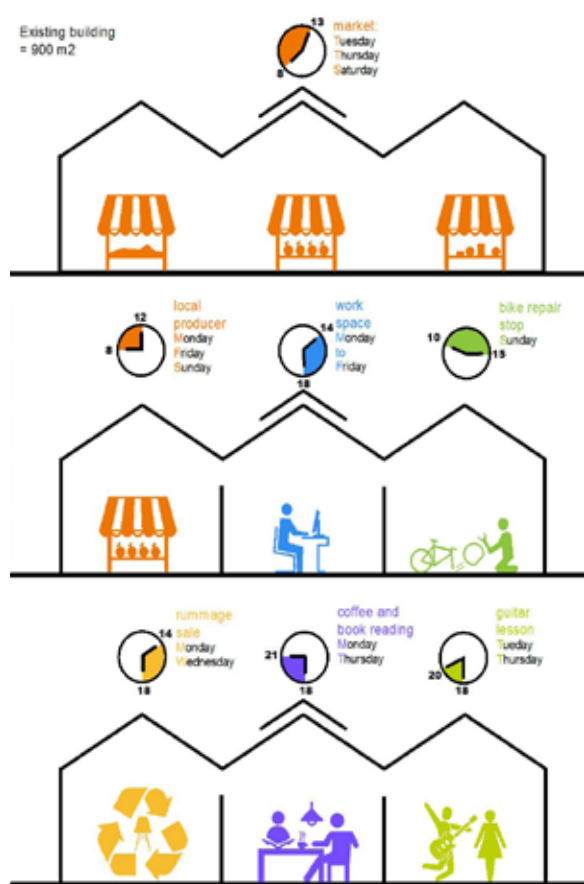 Existing building
= 900 m2
13
8
market:
Tuesday
Thursday
Saturday
12
8
local
producer
Monday
Friday
Sunday
14
18
work
space
Monday
to
Friday
10
15
bike repair
stop
Sunday
14
18
rummage
sale
Monday
Wednesday
21
18
coffee and
book reading
Monday
Thursday
20
18
guitar
lesson
Tueday
Thursday